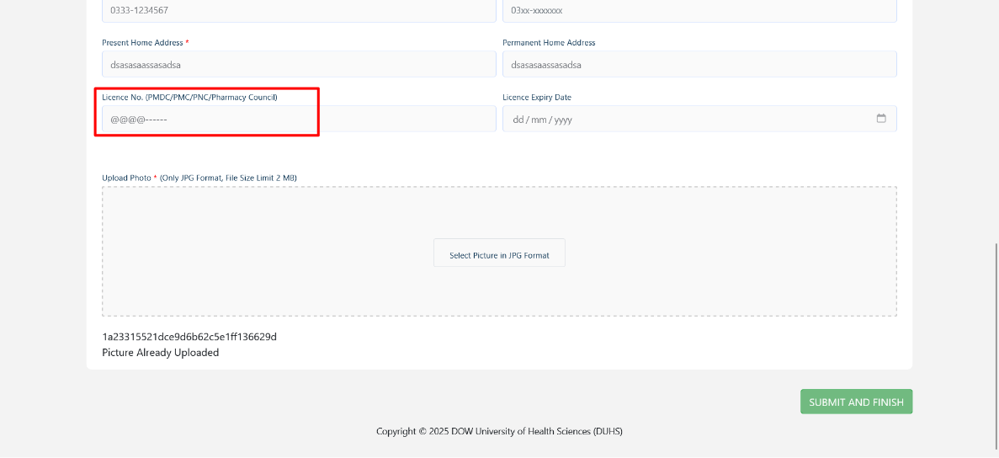 0333-1234567 03xx-xxxxxxx
Present Home Address * Permanent Home Address
dsasasaassasadsa dsasasaassasadsa
Licence No. (PMDC/PMC/PNC/Pharmacy Council) Licence Expiry Date
@@@@------ dd / mm / yyyy
Upload Photo * (Only JPG Format, File Size Limit 2 MB)
Select Picture in JPG Format
1a23315521dce9d6b62c5e1ff136629d
Picture Already Uploaded
SUBMIT AND FINISH
Copyright © 2025 DOW University of Health Sciences (DUHS)